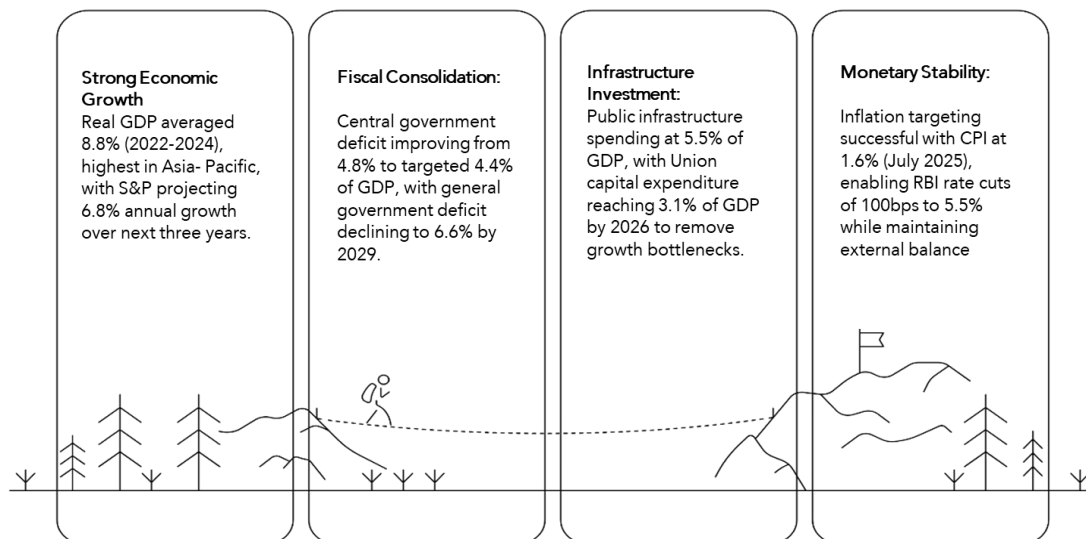 Strong Economic
Growth
Real GDP averaged
8.8% (2022-2024),
highest in Asia- Pacific,
with S&P projecting
6.8% annual growth
over next three years.
Fiscal Consolidation:
Central government
deficit improving from
4.8% to targeted 4.4%
of GDP, with general
government deficit
declining to 6.6% by
2029.
Infrastructure
Investment:
Public infrastructure
spending at 5.5% of
GDP, with Union
capital expenditure
reaching 3.1% of GDP
by 2026 to remove
growth bottlenecks.
Monetary Stability:
Inflation targeting
successful with CPI at
1.6% (July 2025),
enabling RBI rate cuts
of 100bps to 5.5%
while maintaining
external balance